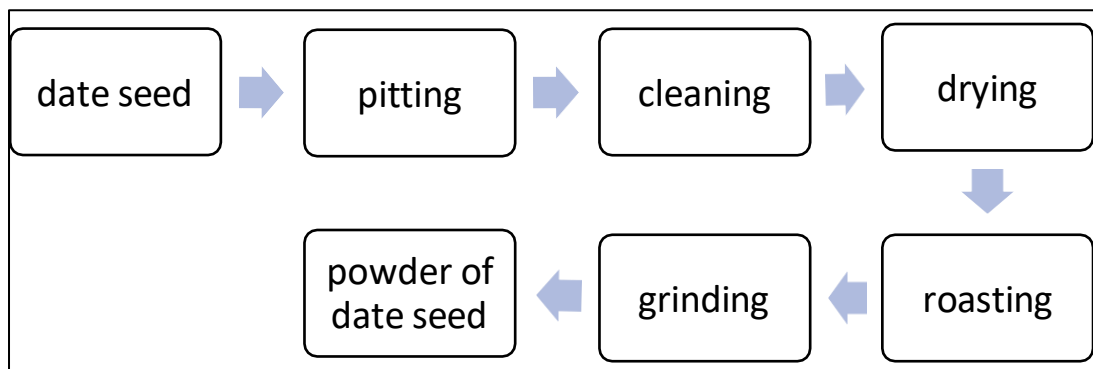 date seed
pitting
cleaning
drying
roasting
grinding
powder of
date seed